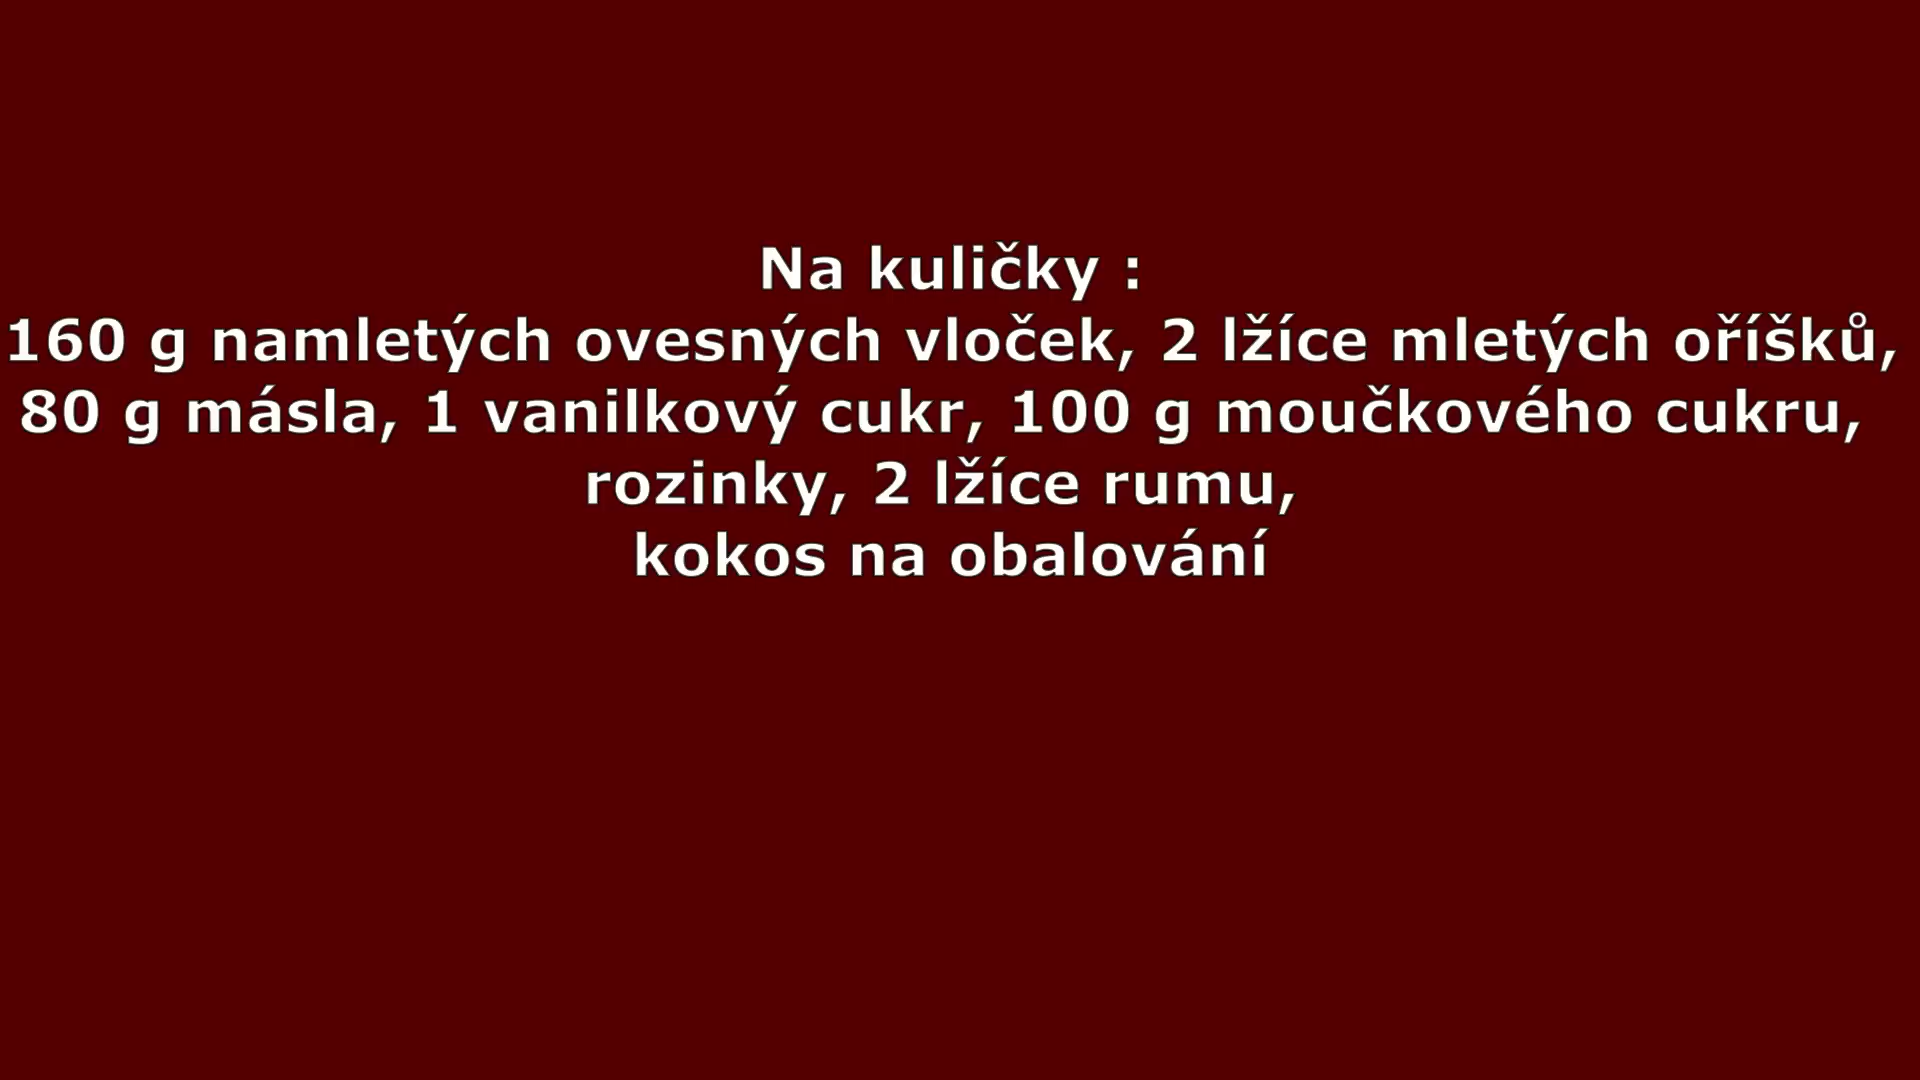 Na kuličky :
160 g namletých ovesných vloček, 2 lžíce mletých oříšků,
80 g másla, 1 vanilkový cukr, 100 g moučkového cukru,
rozinky, 2 lžíce rumu,
kokos na obalování